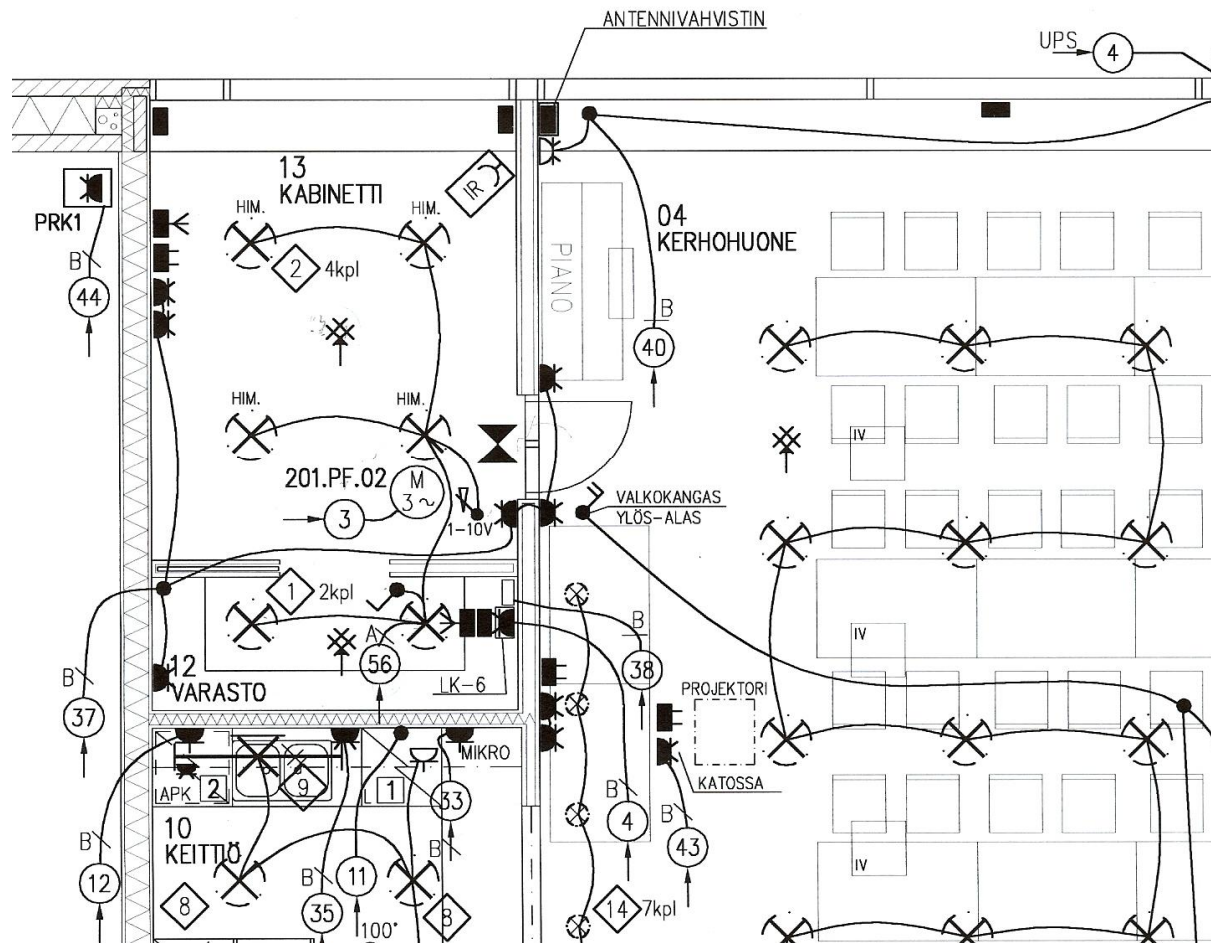 ANTENNIVAHVISTIN
UPS
4
13
KABINETTI
IR
PRK1
HIM.
HIM.
04
KERHOHUONE
PIANO
2
4kpl
B
44
B
40
HIM.
HIM.
IV
201.PF.02
M
3~
3
1-10V
VALKOKANGAS
YLÖS-ALAS
1
2kpl
A
56
B
38
IV
12
VARASTO
LK-6
PROJEKTORI
B
37
MIKRO
KATOSSA
APK
2
9
1
33
B
4
B
43
10
KEITTIÖ
B
12
B
35
11
B
IV
8
8
14
7kpl
100°